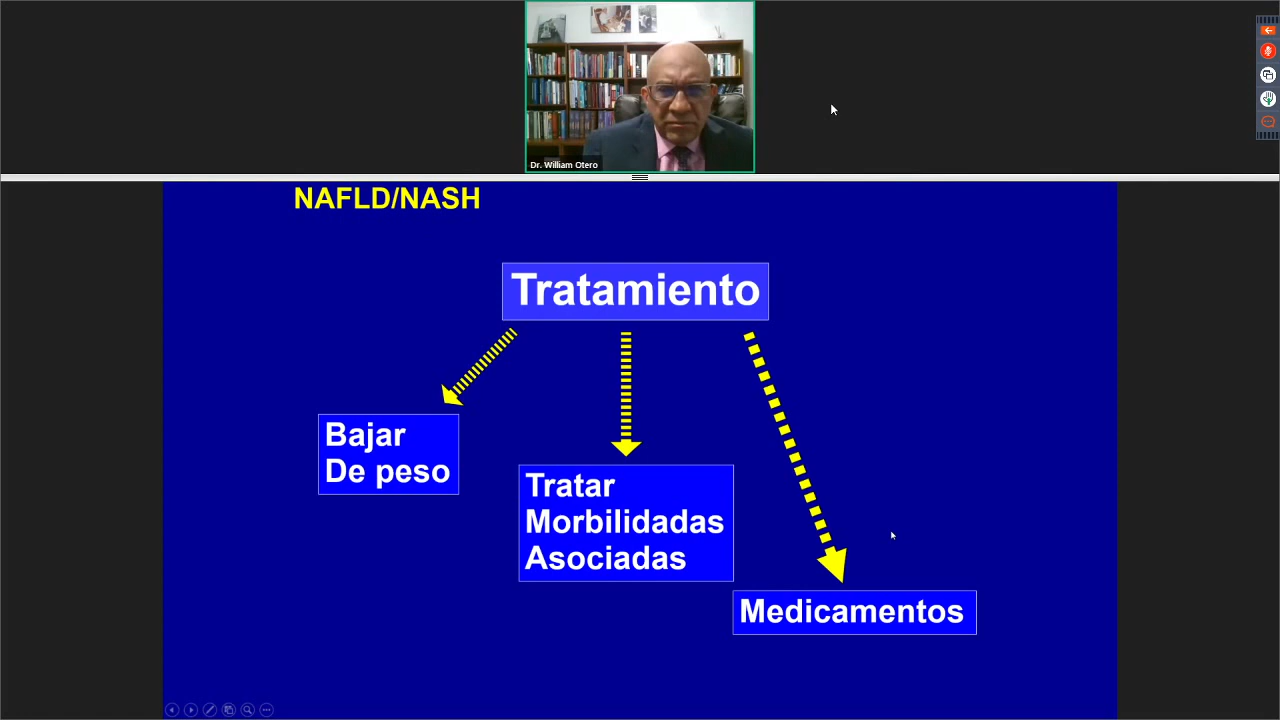 Dr. William Otero
NAFLD/NASH
Tratamiento
Bajar
De peso
Tratar
Morbilidadas
Asociadas
Medicamentos